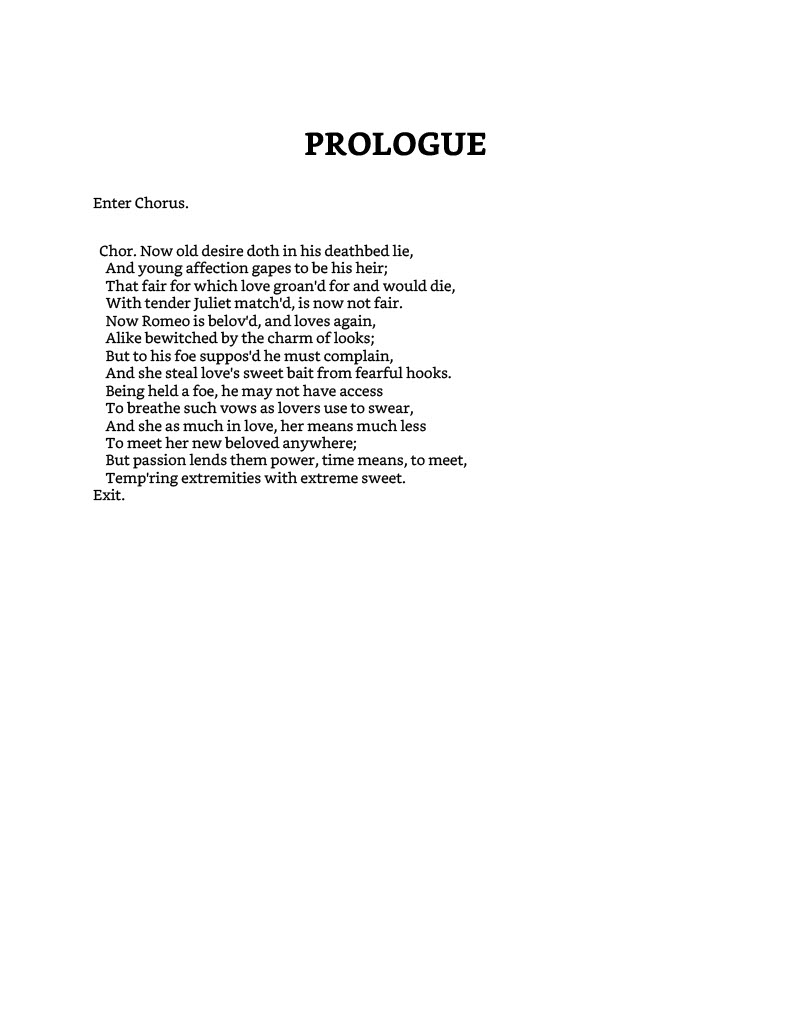 PROLOGUE
Enter Chorus.
Chor. Now old desire doth in his deathbed lie,
And young affection gapes to be his heir;
That fair for which love groan'd for and would die,
With tender Juliet match'd, is now not fair.
Now Romeo is belov'd, and loves again,
Alike bewitched by the charm of looks;
But to his foe suppos'd he must complain,
And she steal love's sweet bait from fearful hooks.
Being held a foe, he may not have access
To breathe such vows as lovers use to swear,
And she as much in love, her means much less
To meet her new beloved anywhere;
But passion lends them power, time means, to meet,
Temp'ring extremities with extreme sweet.
Exit.